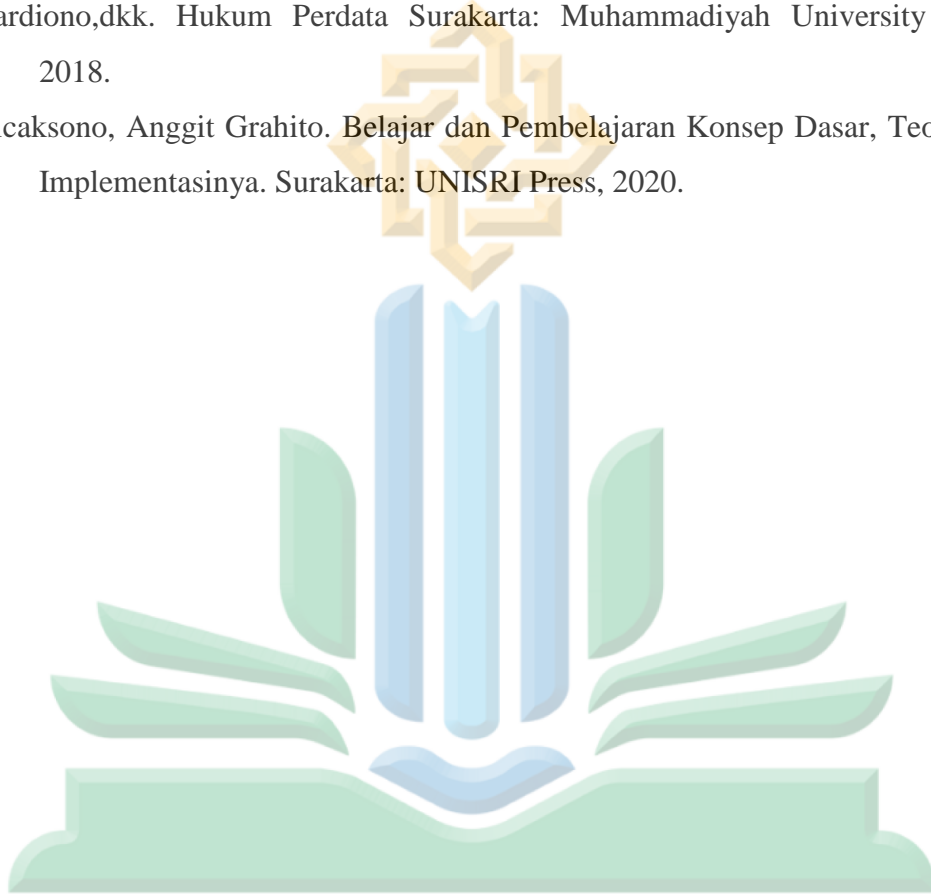 ardiono,dkk. Hukum Perdata Surakarta: Muhammadiyah University
2018.
caksono, Anggit Grahito. Belajar dan Pembelajaran Konsep Dasar, Teo
Implementasinya. Surakarta: UNISRI Press, 2020.